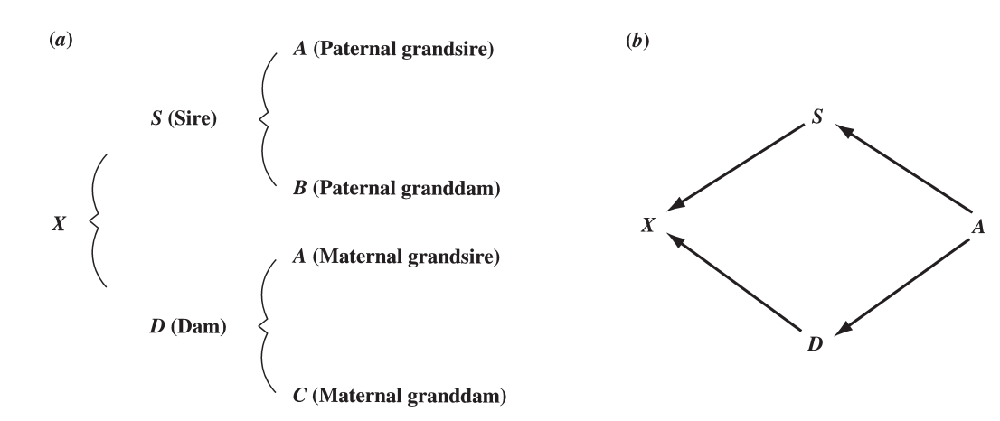 (a)
A (Paternal grandsire)
S (Sire)
B (Paternal granddam)
X
A (Maternal grandsire)
D (Dam)
C (Maternal granddam)
(b)
S
X
A
D